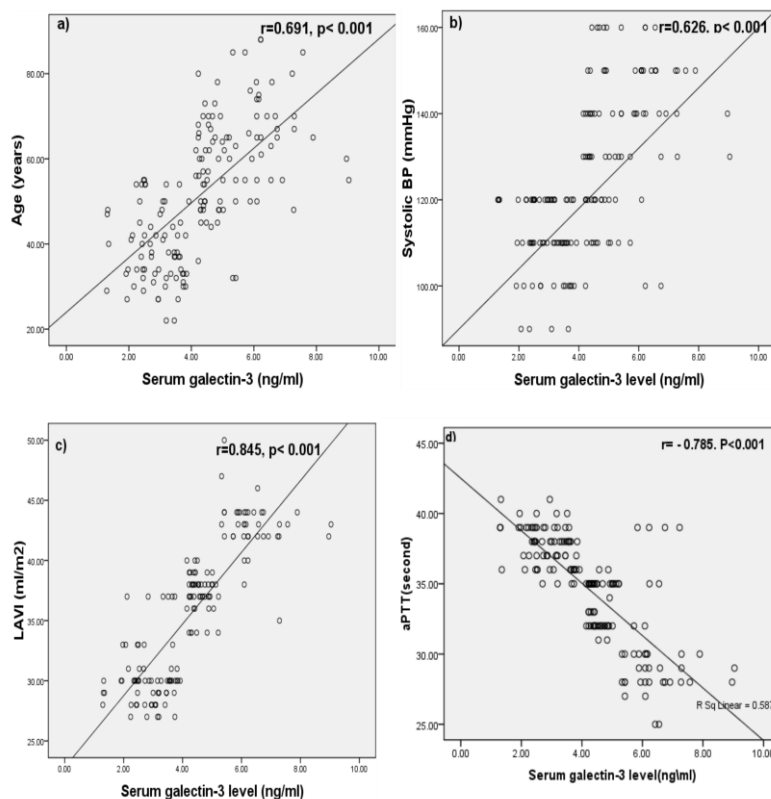 a)
r=0.691, p< 0.001
Age (years)
80.00
60.00
40.00
20.00
0.00 2.00 4.00 6.00 8.00 10.00
Serum galectin-3 (ng/ml)
b)
r=0.626, p< 0.001
Systolic BP (mmHg)
160.00
140.00
120.00
100.00
0.00 2.00 4.00 6.00 8.00 10.00
Serum galectin-3 level (ng/ml)
c)
r=0.845, p< 0.001
LAVI (ml/m2)
50.00
45.00
40.00
35.00
30.00
25.00
0.00 2.00 4.00 6.00 8.00 10.00
Serum galectin-3 level (ng/ml)
d)
r= - 0.785. P<0.001
aPTT(second)
45.00
40.00
35.00
30.00
25.00
R Sq Linear = 0.587
0.00 2.00 4.00 6.00 8.00 10.00
Serum galectin-3 level(ng\ml)